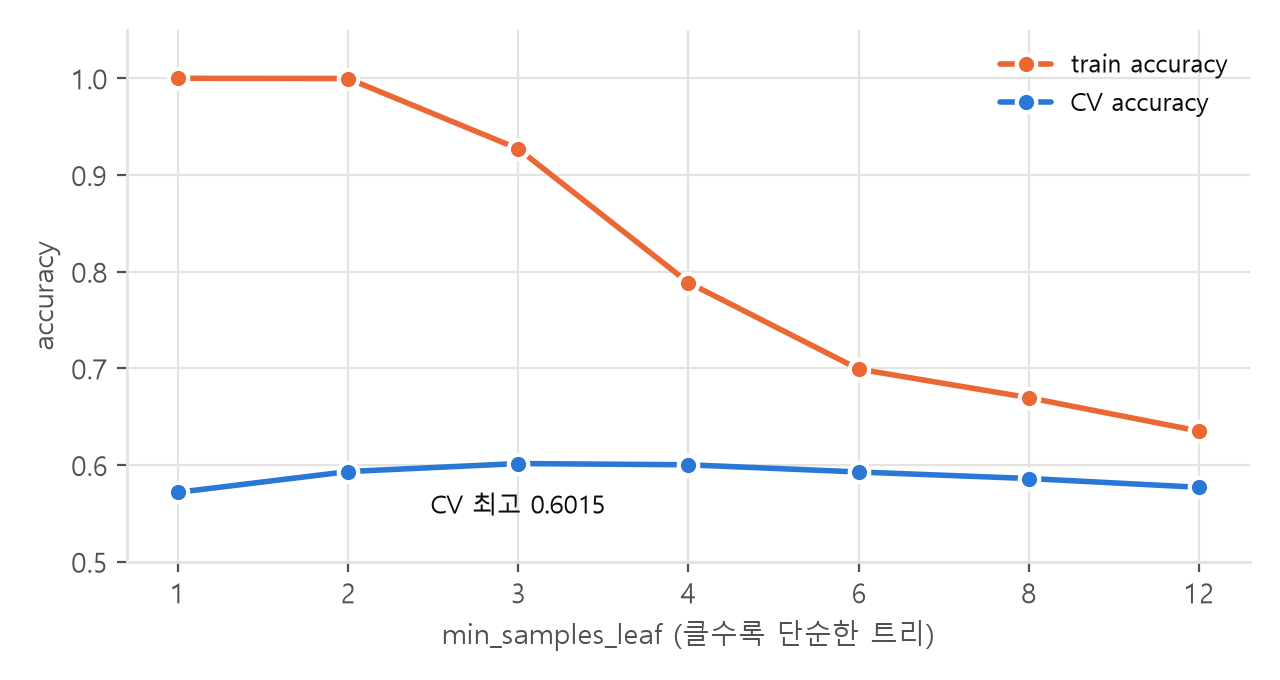 train accuracy
CV accuracy
1.0
0.9
0.8
0.7
0.6
0.5
accuracy
CV 최고 0.6015
1 2 3 4 6 8 12
min_samples_leaf (클수록 단순한 트리)